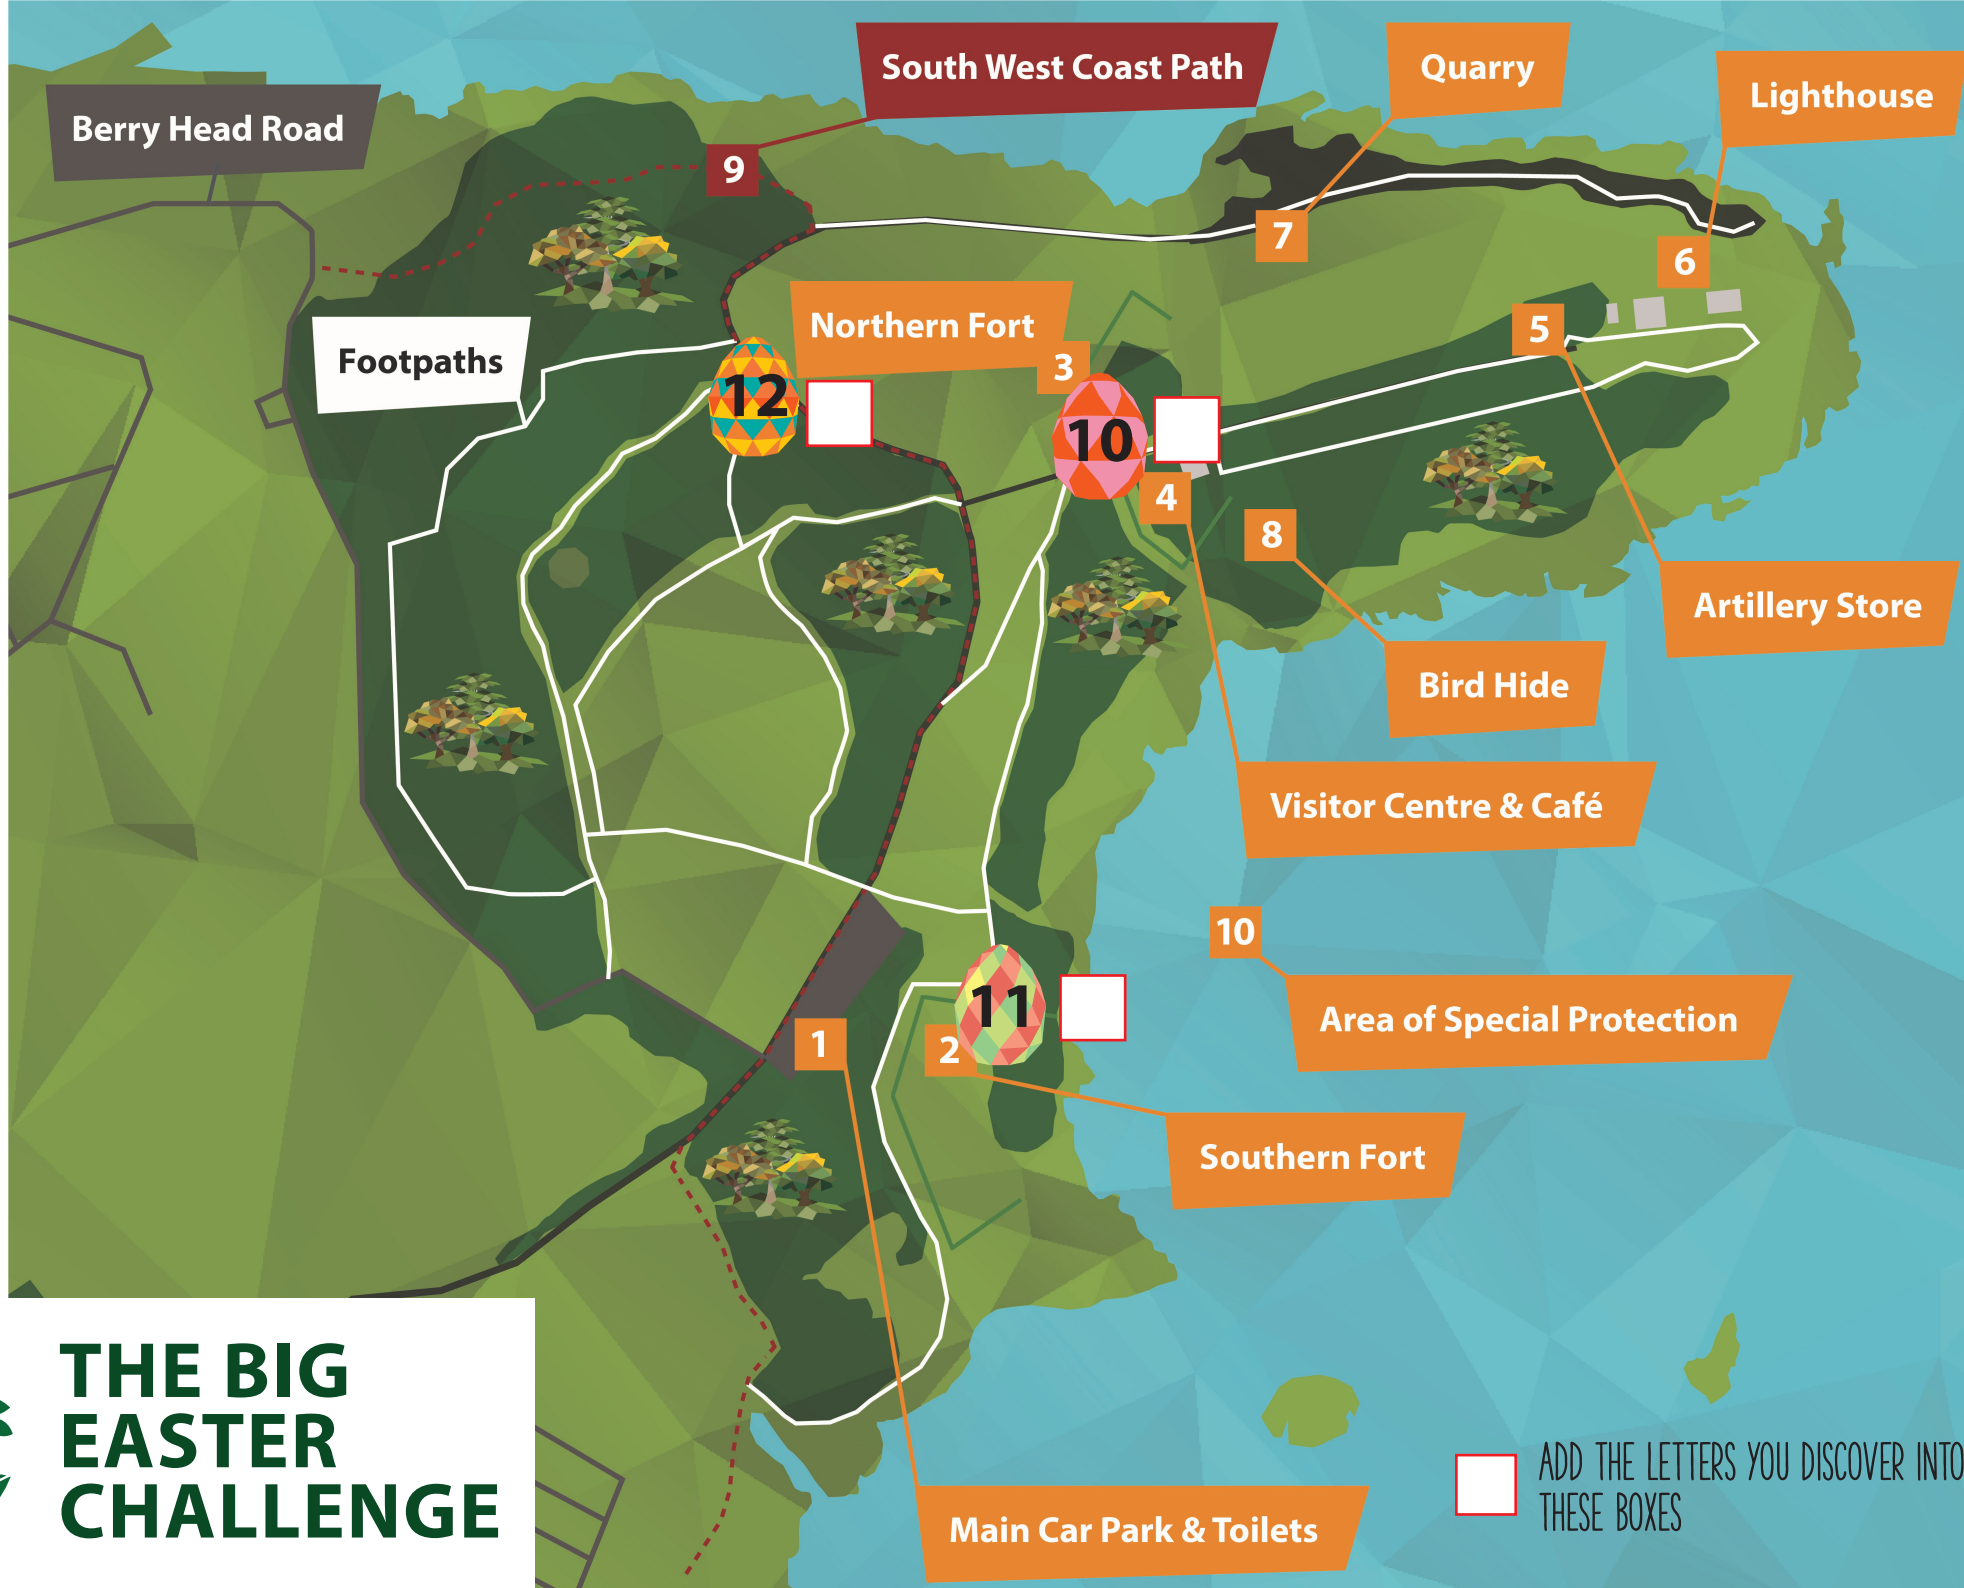 South West Coast Path
Quarry
Lighthouse
Berry Head Road
9
7
6
Northern Fort
5
Footpaths
3
12
10
4
8
Artillery Store
Bird Hide
Visitor Centre & Café
10
11
Area of Special Protection
1
2
Southern Fort
THE BIG
EASTER
CHALLENGE
ADD THE LETTERS YOU DISCOVER INTO
THESE BOXES
Main Car Park & Toilets